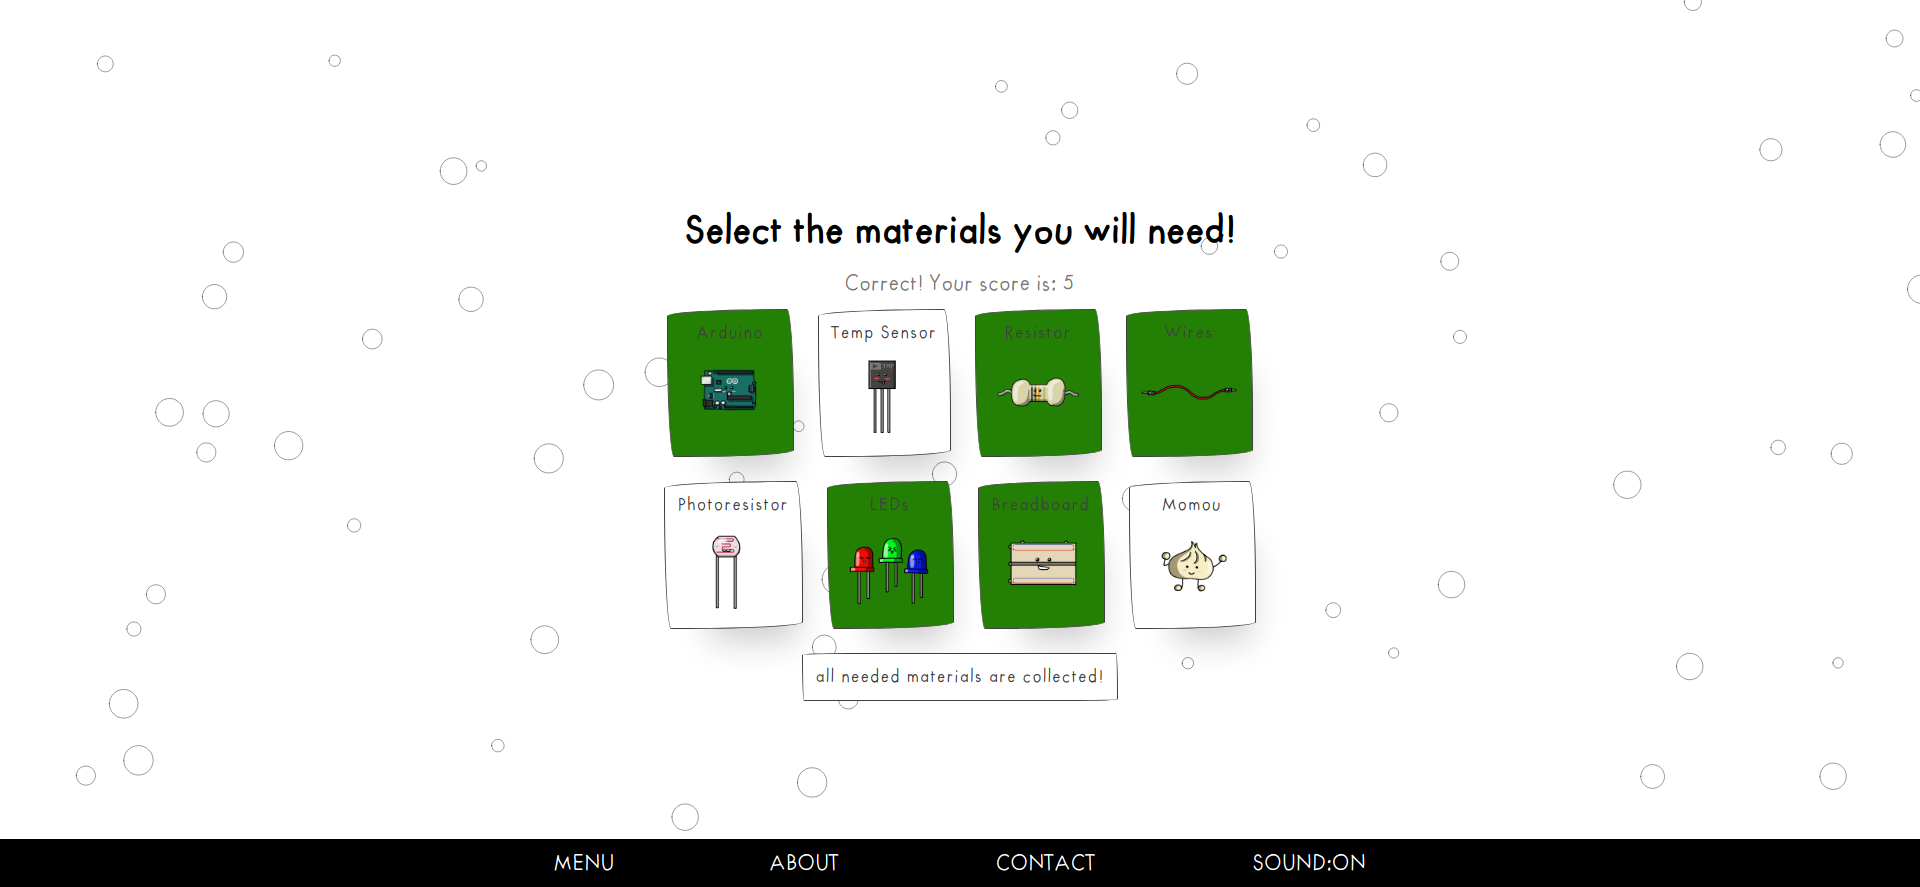 Select the materials you will need!
Correct! Your score is: 5
Arduino
Temp Sensor
Resistor
Wires
Photoresistor
LEDs
Breadboard
Momou
all needed materials are collected!
MENU
ABOUT
CONTACT
SOUND:ON